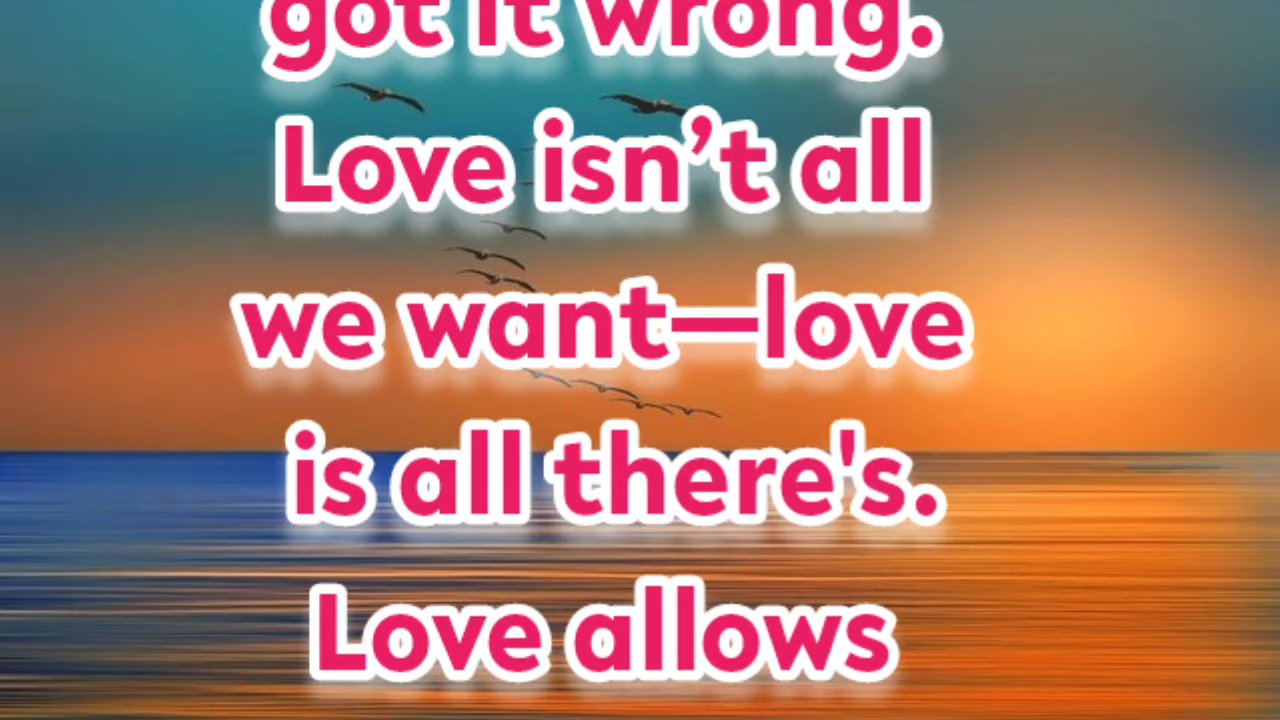 got it wrong.
Love isn’t all
we want—love
is all there's.
Love allows